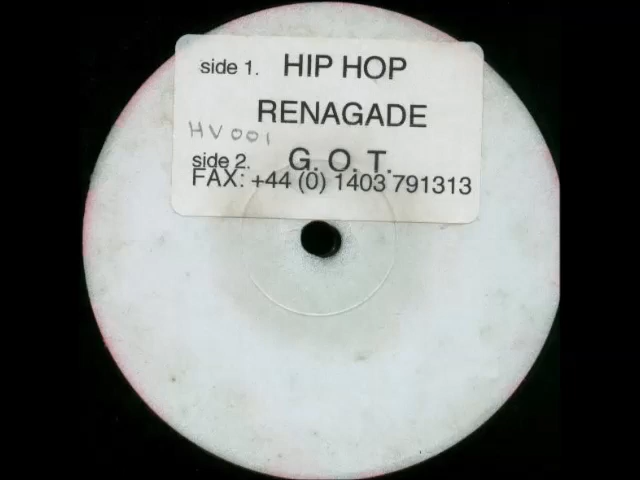 side 1. HIP HOP
RENAGADE
HV001
side 2. G. O. T.
FAX: +44 (0) 1403 791313